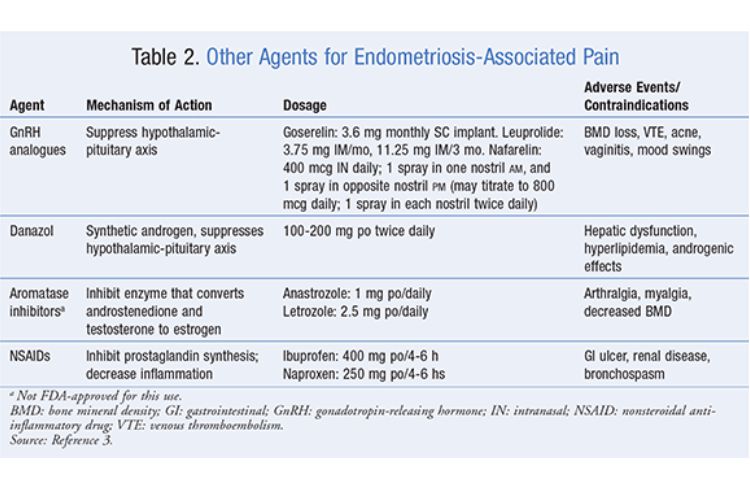 Table 2. Other Agents for Endometriosis-Associated Pain
Agent Mechanism of Action Dosage Adverse Events/
Contraindications
GnRH
analogues
Suppress hypothalamic-
pituitary axis
Goserelin: 3.6 mg monthly SC implant. Leuprolide:
3.75 mg IM/mo, 11.25 mg IM/3 mo. Nafarelin:
400 mcg IN daily; 1 spray in one nostril AM, and
1 spray in opposite nostril PM (may titrate to 800
mcg daily; 1 spray in each nostril twice daily)
BMD loss, VTE, acne,
vaginitis, mood swings
Danazol
Synthetic androgen, suppresses
hypothalamic-pituitary axis
100-200 mg po twice daily
Hepatic dysfunction,
hyperlipidemia, androgenic
effects
Aromatase
inhibitorsª
Inhibit enzyme that converts
androstenedione and
testosterone to estrogen
Anastrozole: 1 mg po/daily
Letrozole: 2.5 mg po/daily
Arthralgia, myalgia,
decreased BMD
NSAIDs
Inhibit prostaglandin synthesis;
decrease inflammation
Ibuprofen: 400 mg po/4-6 h
Naproxen: 250 mg po/4-6 hs
GI ulcer, renal disease,
bronchospasm
ª Not FDA-approved for this use.
BMD: bone mineral density; GI: gastrointestinal; GnRH: gonadotropin-releasing hormone; IN: intranasal; NSAID: nonsteroidal anti-
inflammatory drug; VTE: venous thromboembolism.
Source: Reference 3.